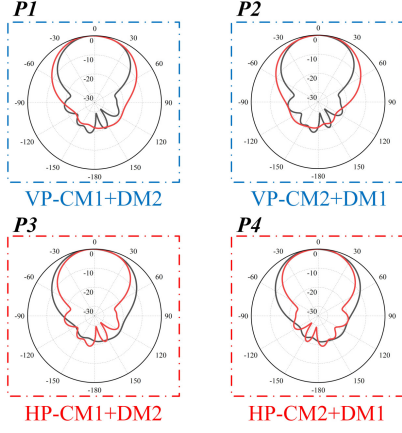 P1 P2
0 0
-30 30 -30 30
-60 0 60 -60 0 60
-10 -10
-20 -20
-90 -30 90 -90 -30 90
-120 120 -120 120
-150 150 -150 150
-180 -180
VP-CM1+DM2 VP-CM2+DM1
P3 P4
0 0
-30 30 -30 30
-60 0 60 -60 0 60
-10 -10
-20 -20
-90 -30 90 -90 -30 90
-120 120 -120 120
-150 150 -150 150
-180 -180
HP-CM1+DM2 HP-CM2+DM1